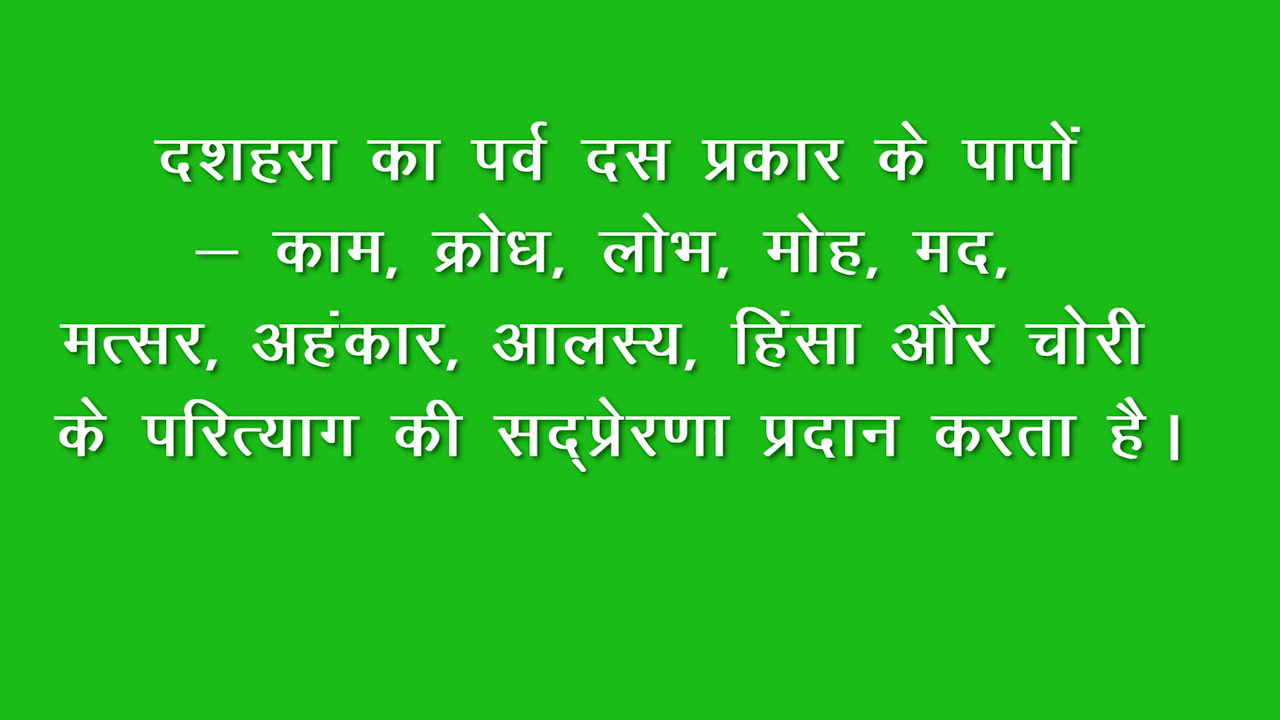 दशहरा का पर्व दस प्रकार के पापों
– काम, क्रोध, लोभ, मोह, मद,
मत्सर, अहंकार, आलस्य, हिंसा और चोरी
के परित्याग की सद्प्रेरणा प्रदान करता है।